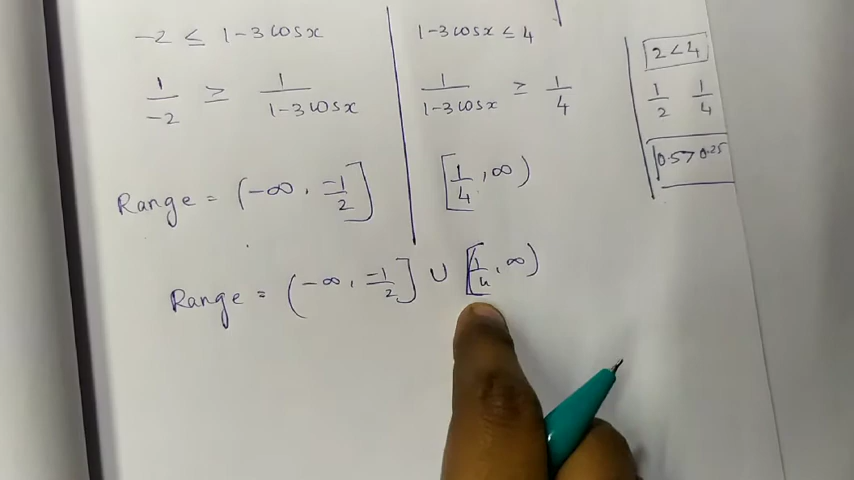 -2 ≤ 1-3cosx
1/-2 ≥ 1/1-3cosx
1-3cosx ≤ 4
1/1-3cosx ≥ 1/4
2<4
1/2 1/4
0.5>0.25
Range = (-∞, -1/2] [1/4, ∞)
Range = (-∞, -1/2] ∪ [1/4, ∞)